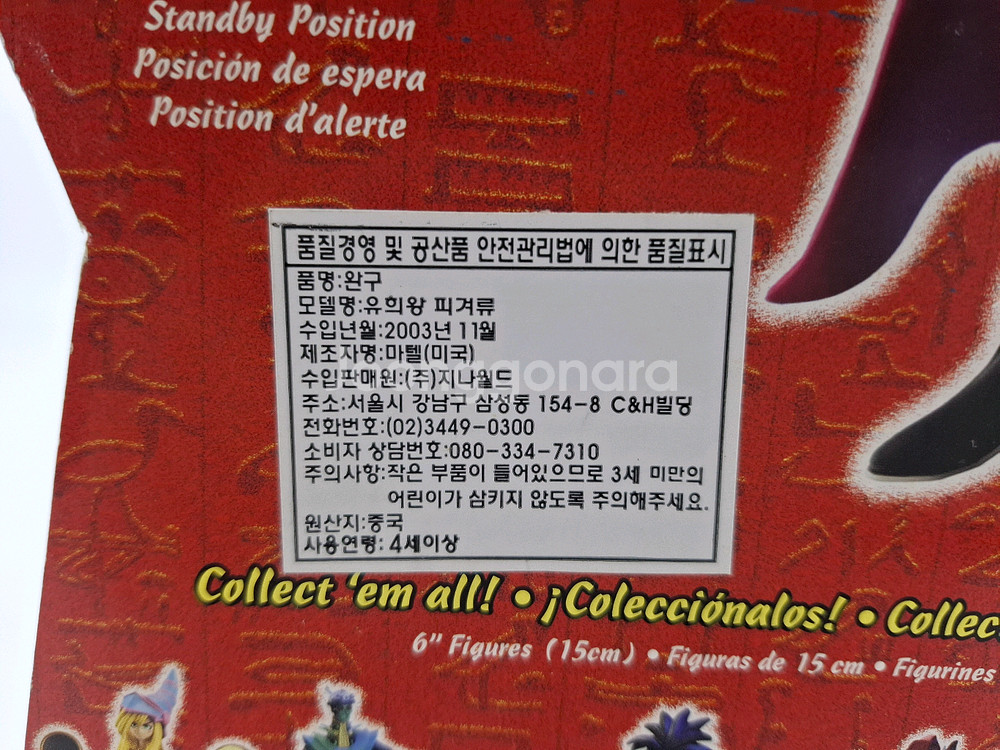 Standby Position
Posición de espera
Position d'alerte
품질경영 및 공산품 안전관리법에 의한 품질표시
품명:완구
모델명:유희왕 피겨류
수입년월:2003년 11월
제조자명:마텔(미국)
수입판매원:(주)지나월드
주소:서울시 강남구 삼성동 154-8 C&H빌딩
전화번호:(02)3449-0300
소비자 상담번호:080-334-7310
주의사항:작은 부품이 들어있으므로 3세 미만의
어린이가 삼키지 않도록 주의해주세요.
원산지:중국
사용연령: 4세이상
Collect 'em all! • ¡Colecciónalos! • Collec
6" Figures (15cm) • Figuras de 15 cm • Figurines